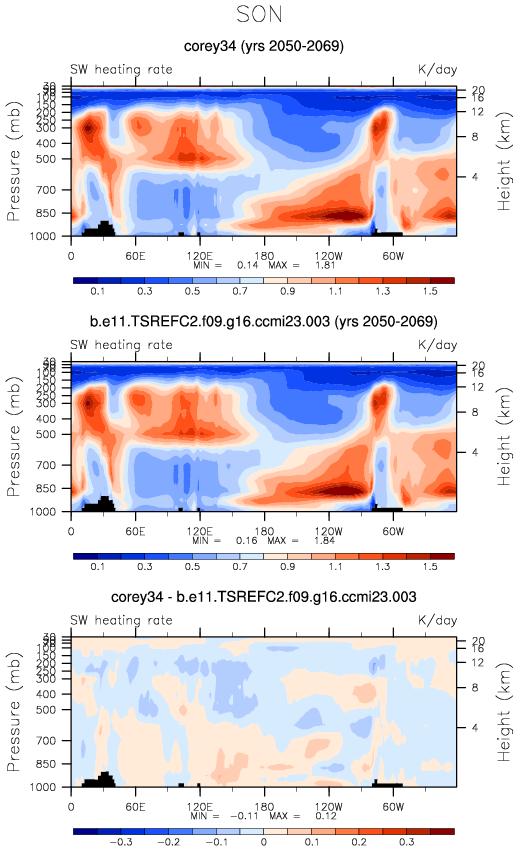 SON
corey34 (yrs 2050-2069)
SW heating rate K/day
Pressure (mb)
30
100
150
200
250
300
400
500
700
850
1000
20
16
12
8
4
Height (km)
0 60E 120E 180 120W 60W
MIN = 0.14 MAX = 1.81
0.1 0.3 0.5 0.7 0.9 1.1 1.3 1.5
b.e11.TSREFC2.f09.g16.ccmi23.003 (yrs 2050-2069)
SW heating rate K/day
Pressure (mb)
30
100
150
200
250
300
400
500
700
850
1000
20
16
12
8
4
Height (km)
0 60E 120E 180 120W 60W
MIN = 0.16 MAX = 1.84
0.1 0.3 0.5 0.7 0.9 1.1 1.3 1.5
corey34 - b.e11.TSREFC2.f09.g16.ccmi23.003
SW heating rate K/day
Pressure (mb)
30
100
150
200
250
300
400
500
700
850
1000
20
16
12
8
4
Height (km)
0 60E 120E 180 120W 60W
MIN = -0.11 MAX = 0.12
-0.3 -0.2 -0.1 0 0.1 0.2 0.3